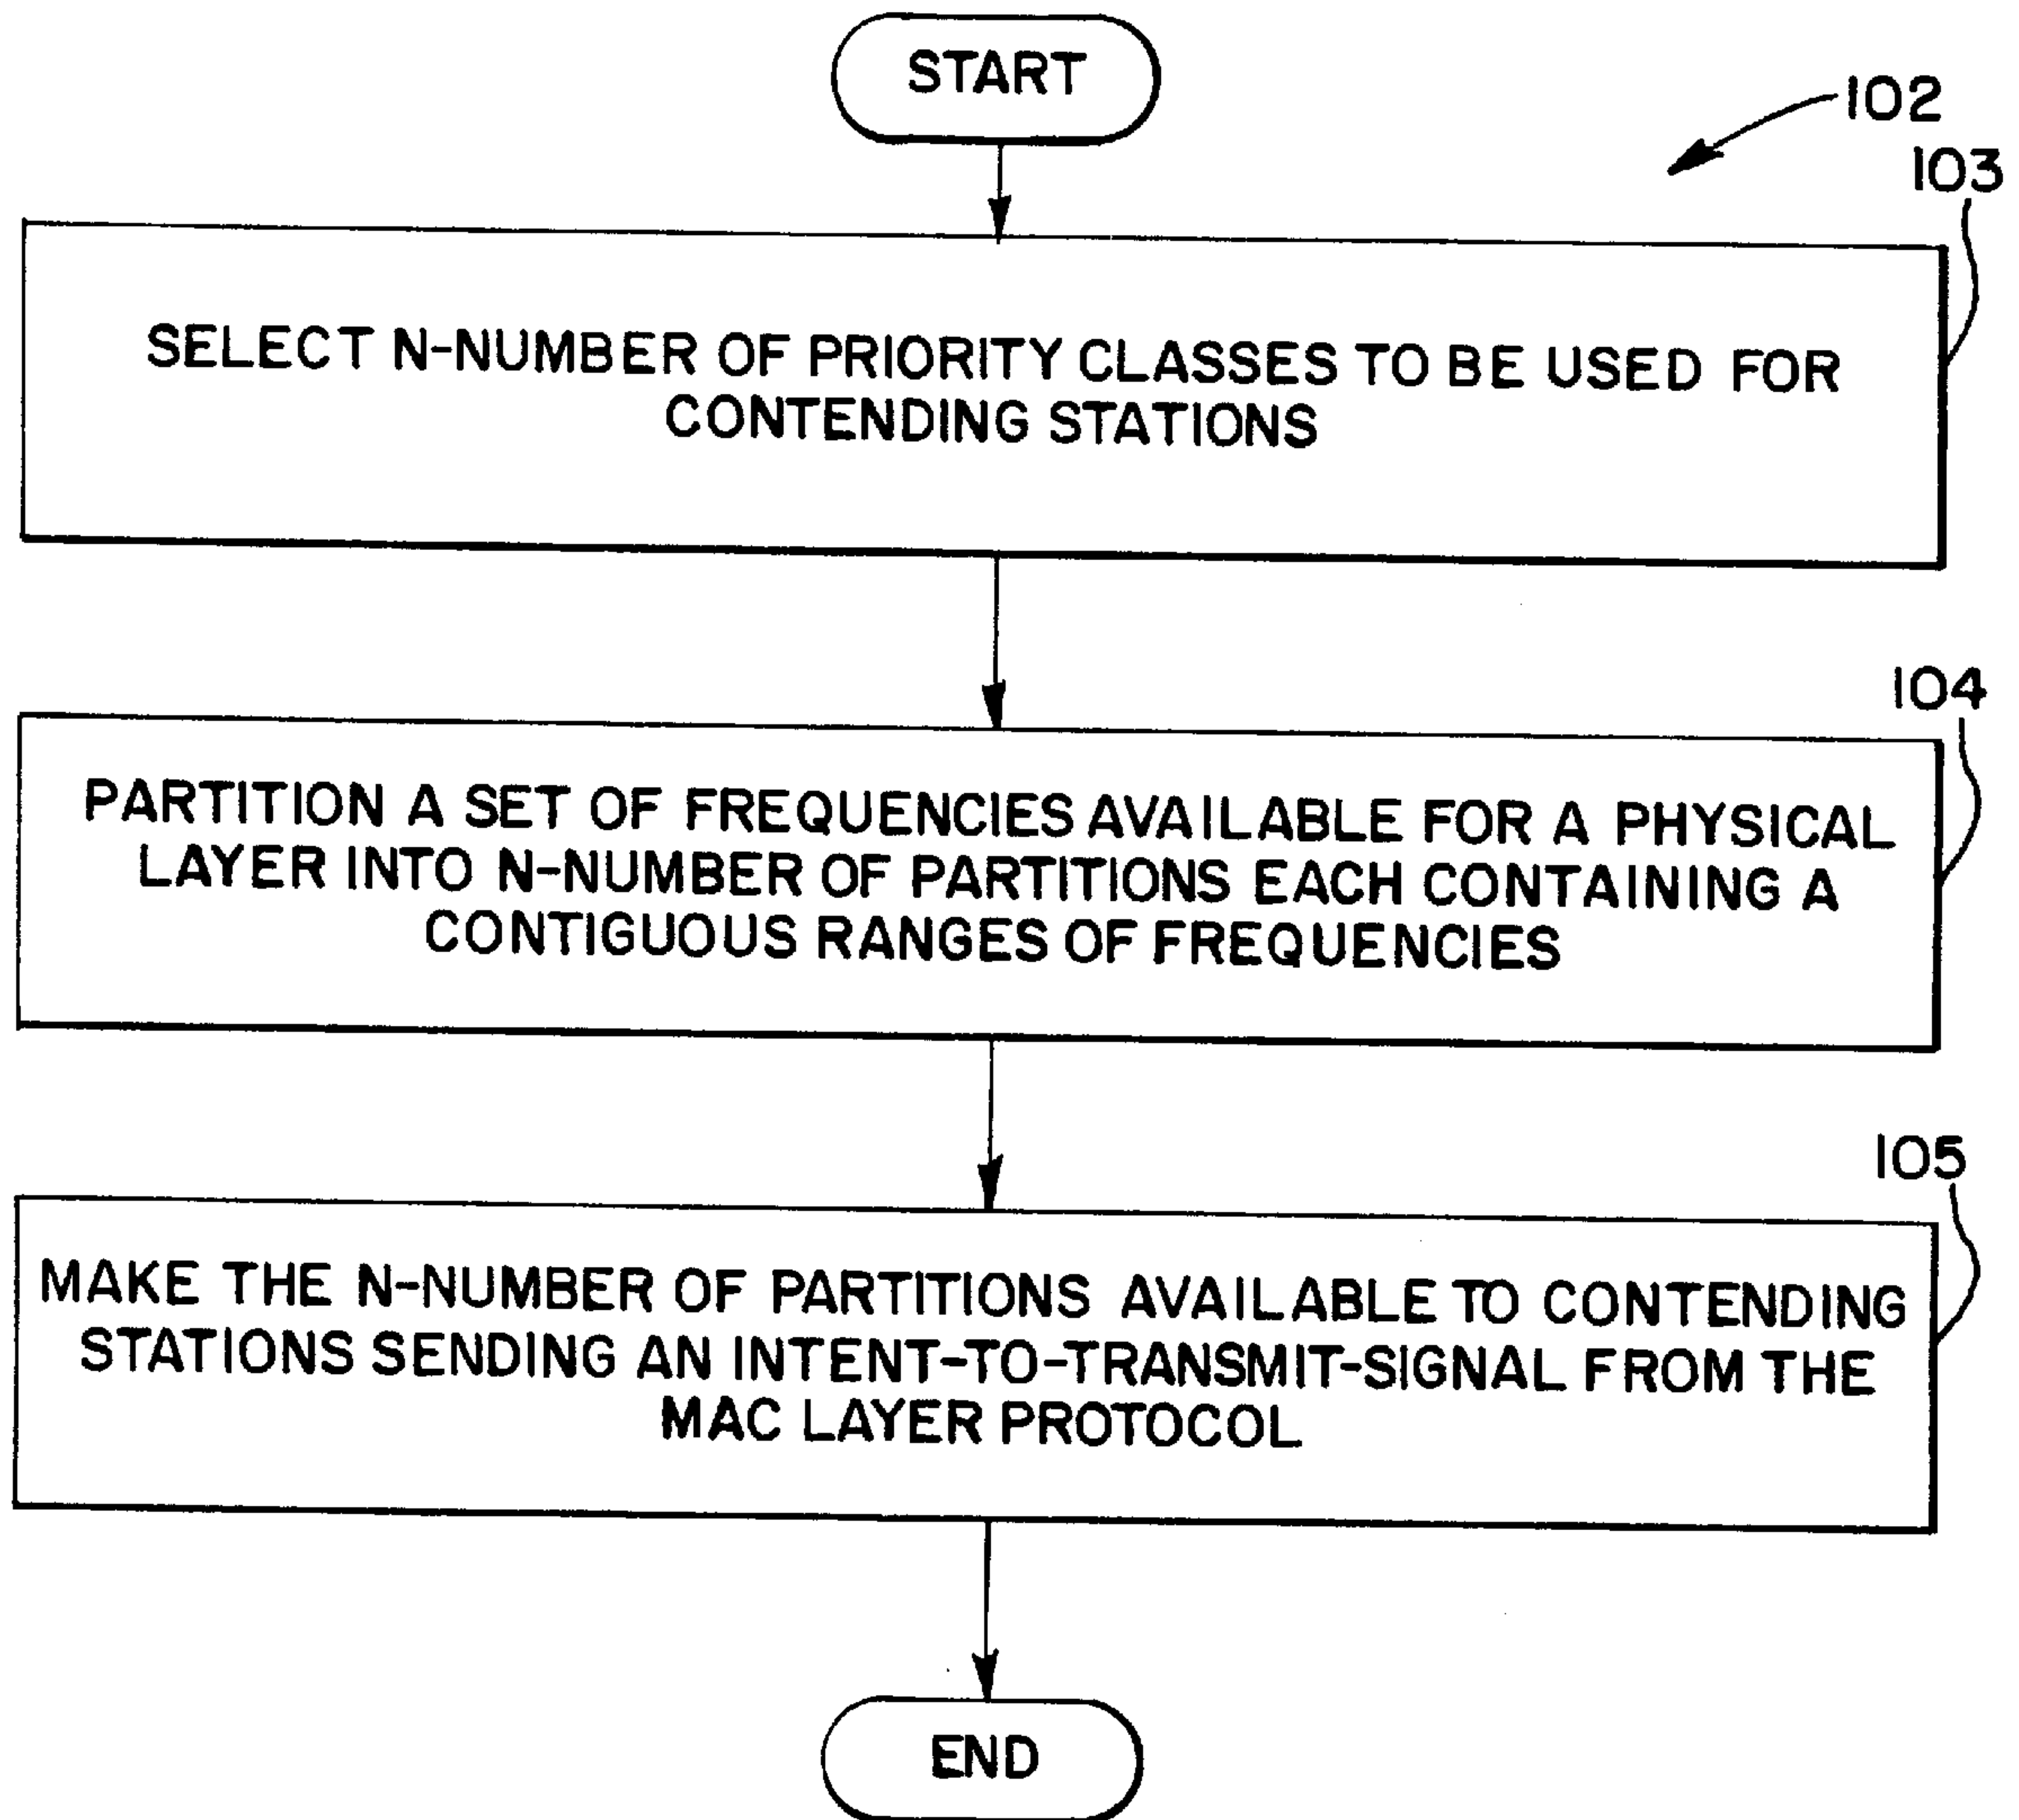 START
102
103
SELECT N-NUMBER OF PRIORITY CLASSES TO BE USED FOR
CONTENDING STATIONS
104
PARTITION A SET OF FREQUENCIES AVAILABLE FOR A PHYSICAL
LAYER INTO N-NUMBER OF PARTITIONS EACH CONTAINING A
CONTIGUOUS RANGES OF FREQUENCIES
105
MAKE THE N-NUMBER OF PARTITIONS AVAILABLE TO CONTENDING
STATIONS SENDING AN INTENT-TO-TRANSMIT-SIGNAL FROM THE
MAC LAYER PROTOCOL
END